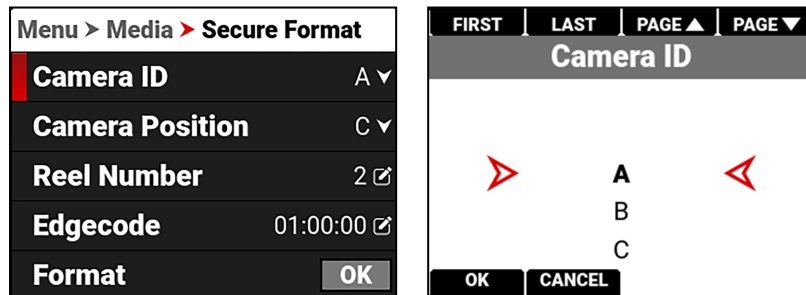 Menu > Media > Secure Format
Camera ID A
Camera Position C
Reel Number 2
Edgecode 01:00:00
Format OK
FIRST LAST PAGE▲ PAGE▼
Camera ID
A
B
C
OK CANCEL